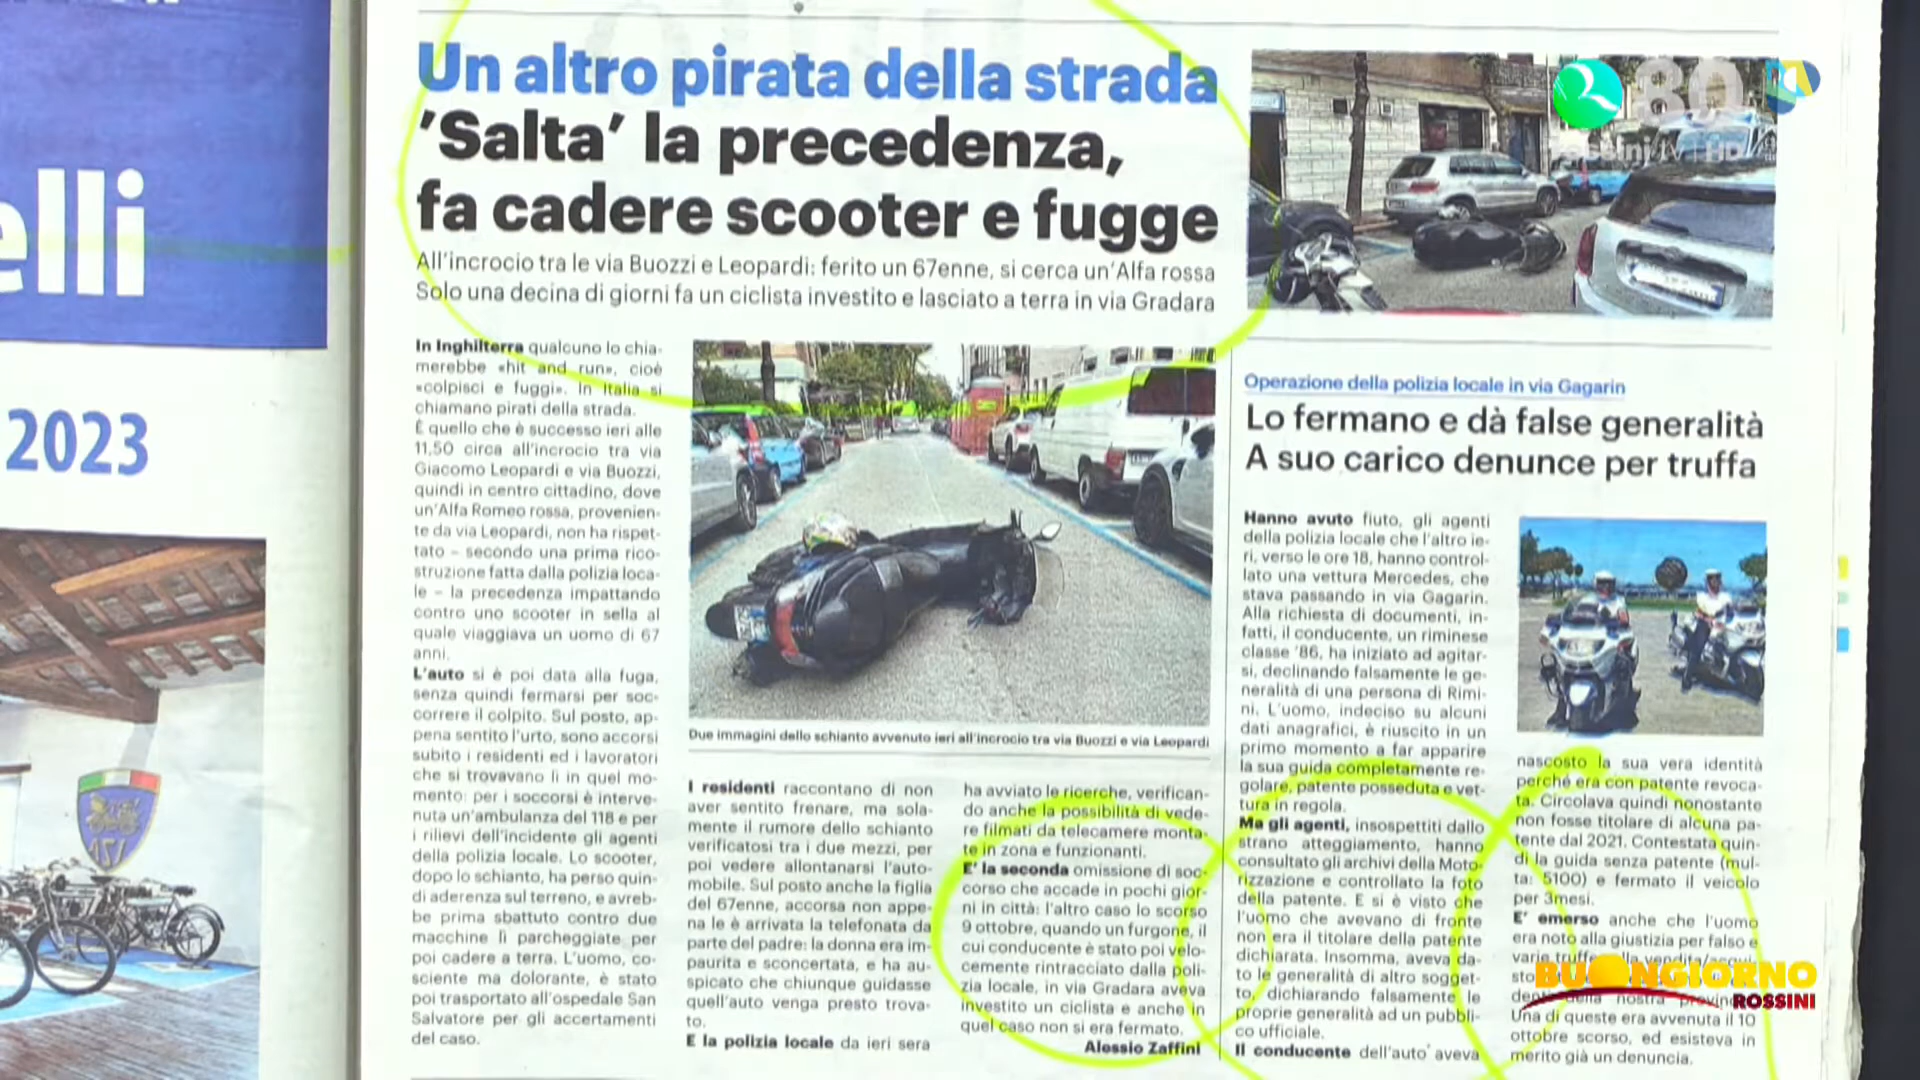 elli
2023
Un altro pirata della strada
'Salta' la precedenza,
fa cadere scooter e fugge
All'incrocio tra le via Buozzi e Leopardi: ferito un 67enne, si cerca un'Alfa rossa
Solo una decina di giorni fa un ciclista investito e lasciato a terra in via Gradara
In Inghilterra qualcuno lo chia-
merebbe «hit and run», cioè
«colpisci e fuggi». In Italia si
chiamano pirati della strada.
È quello che è successo ieri alle
11,50 circa all'incrocio tra via
Giacomo Leopardi e via Buozzi,
quindi in centro cittadino, dove
un'Alfa Romeo rossa, provenien-
te da via Leopardi, non ha rispet-
tato – secondo una prima rico-
struzione fatta dalla polizia loca-
le – la precedenza impattando
contro uno scooter in sella al
quale viaggiava un uomo di 67
anni.
L'auto si è poi data alla fuga,
senza quindi fermarsi per soc-
correre il colpito. Sul posto, ap-
pena sentito l'urto, sono accorsi
subito i residenti ed i lavoratori
che si trovavano lì in quel mo-
mento: per i soccorsi è interve-
nuta un'ambulanza del 118 e per
i rilievi dell'incidente gli agenti
della polizia locale. Lo scooter,
dopo lo schianto, ha perso quin-
di aderenza sul terreno, e avreb-
be prima sbattuto contro due
macchine lì parcheggiate per
poi cadere a terra. L'uomo, co-
sciente ma dolorante, è stato
poi trasportato all'ospedale San
Salvatore per gli accertamenti
del caso.
Due immagini dello schianto avvenuto ieri all'incrocio tra via Buozzi e via Leopardi
I residenti raccontano di non
aver sentito frenare, ma sola-
mente il rumore dello schianto
verificatosi tra i due mezzi, per
poi vedere allontanarsi l'auto-
mobile. Sul posto anche la figlia
del 67enne, accorsa non appe-
na le è arrivata la telefonata da
parte del padre: la donna era im-
paurita e sconcertata, e ha au-
spicato che chiunque guidasse
quell'auto venga presto trova-
to.
E la polizia locale da ieri sera
ha avviato le ricerche, verifican-
do anche la possibilità di vede-
re filmati da telecamere monta-
te in zona e funzionanti.
E' la seconda omissione di soc-
corso che accade in pochi gior-
ni in città: l'altro caso lo scorso
9 ottobre, quando un furgone, il
cui conducente è stato poi velo-
cemente rintracciato dalla poli-
zia locale, in via Gradara aveva
investito un ciclista e anche in
quel caso non si era fermato.
Alessio Zaffini
Operazione della polizia locale in via Gagarin
Lo fermano e dà false generalità
A suo carico denunce per truffa
Hanno avuto fiuto, gli agenti
della polizia locale che l'altro ie-
ri, verso le ore 18, hanno control-
lato una vettura Mercedes, che
stava passando in via Gagarin.
Alla richiesta di documenti, in-
fatti, il conducente, un riminese
classe '86, ha iniziato ad agitar-
si, declinando falsamente le ge-
neralità di una persona di Rimi-
ni. L'uomo, indeciso su alcuni
dati anagrafici, è riuscito in un
primo momento a far apparire
la sua guida completamente re-
golare, patente posseduta e vet-
tura in regola.
Ma gli agenti, insospettiti dallo
strano atteggiamento, hanno
consultato gli archivi della Moto-
rizzazione e controllato la foto
della patente. E si è visto che
l'uomo che avevano di fronte
non era il titolare della patente
dichiarata. Insomma, aveva da-
to le generalità di altro sogget-
to, dichiarando falsamente le
proprie generalità ad un pubbli-
co ufficiale.
Il conducente dell'auto aveva
nascosto la sua vera identità
perché era con patente revoca-
ta. Circolava quindi nonostante
non fosse titolare di alcuna pa-
tente dal 2021. Contestata quin-
di la guida senza patente (mul-
ta: 5100) e fermato il veicolo
per 3mesi.
E' emerso anche che l'uomo
era noto alla giustizia per falso e
varie truffe
della nostra
Una di queste era avvenuta il 10
ottobre scorso, ed esisteva in
merito già un denuncia.
ASI
80
Rossini TV HD
BUONGIORNO
ROSSINI